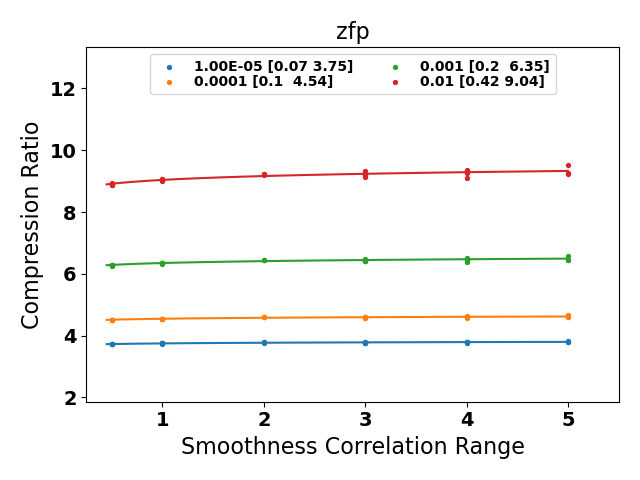 zfp
1.00E-05 [0.07 3.75]
0.0001 [0.1  4.54]
0.001 [0.2  6.35]
0.01 [0.42 9.04]
Compression Ratio
12
10
8
6
4
2
1 2 3 4 5
Smoothness Correlation Range